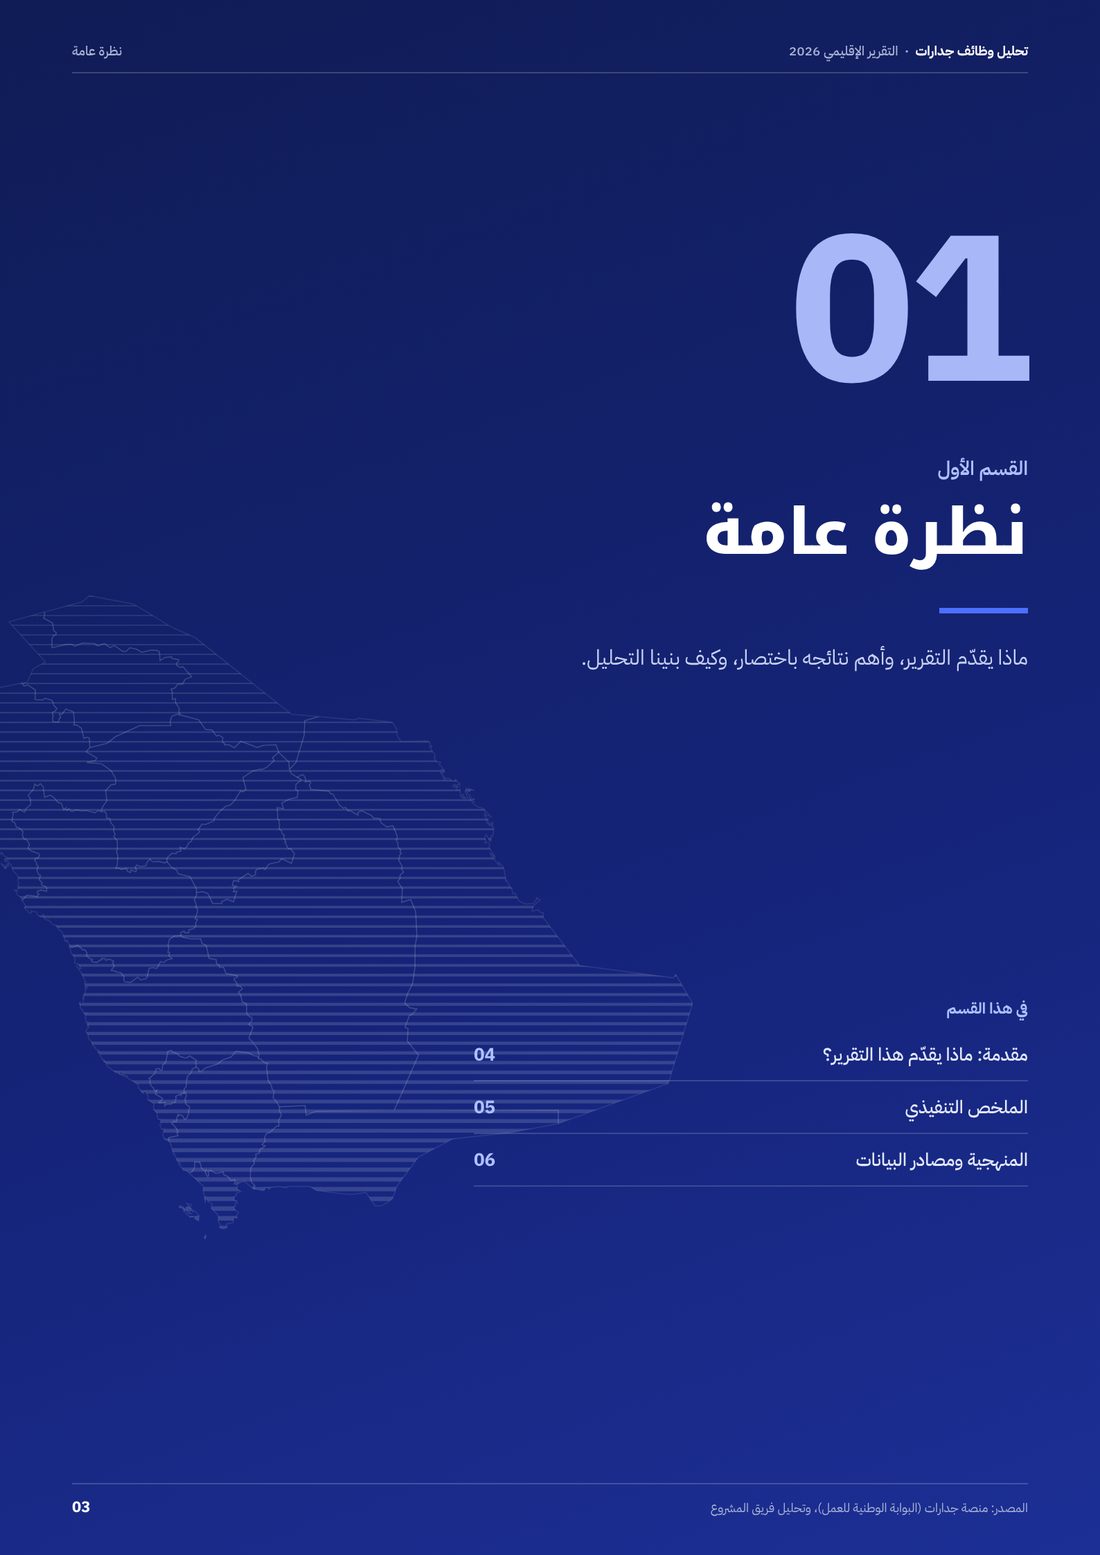 تحليل وظائف جدارات · التقرير الإقليمي 2026
نظرة عامة
01
القسم الأول
نظرة عامة
ماذا يقدّم التقرير، وأهم نتائجه باختصار، وكيف بنينا التحليل.
في هذا القسم
مقدمة: ماذا يقدّم هذا التقرير؟ 04
الملخص التنفيذي 05
المنهجية ومصادر البيانات 06
المصدر: منصة جدارات (البوابة الوطنية للعمل)، وتحليل فريق المشروع
03